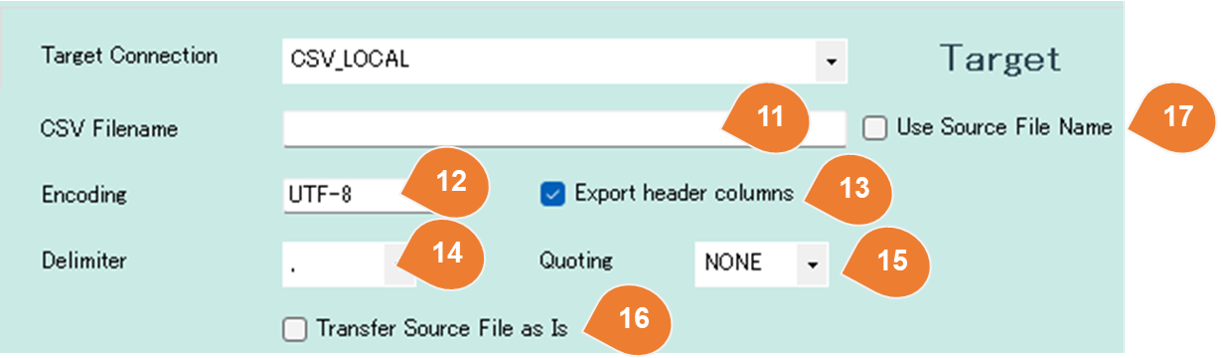 Target Connection CSV_LOCAL Target
CSV Filename 11 Use Source File Name 17
Encoding UTF-8 12 Export header columns 13
Delimiter , 14 Quoting NONE 15
Transfer Source File as Is 16